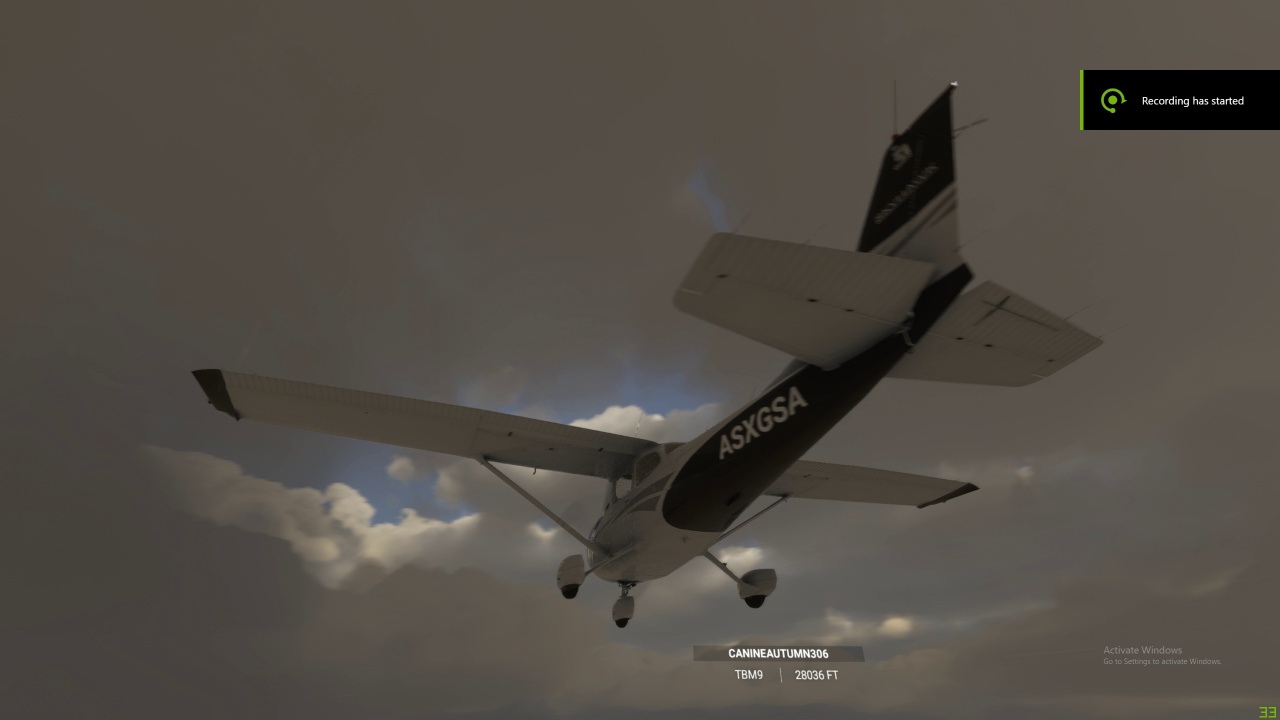 Recording has started
ASXGSA
CANINEAUTUMN306
TBM9 | 28036 FT
Activate Windows
Go to Settings to activate Windows.
33